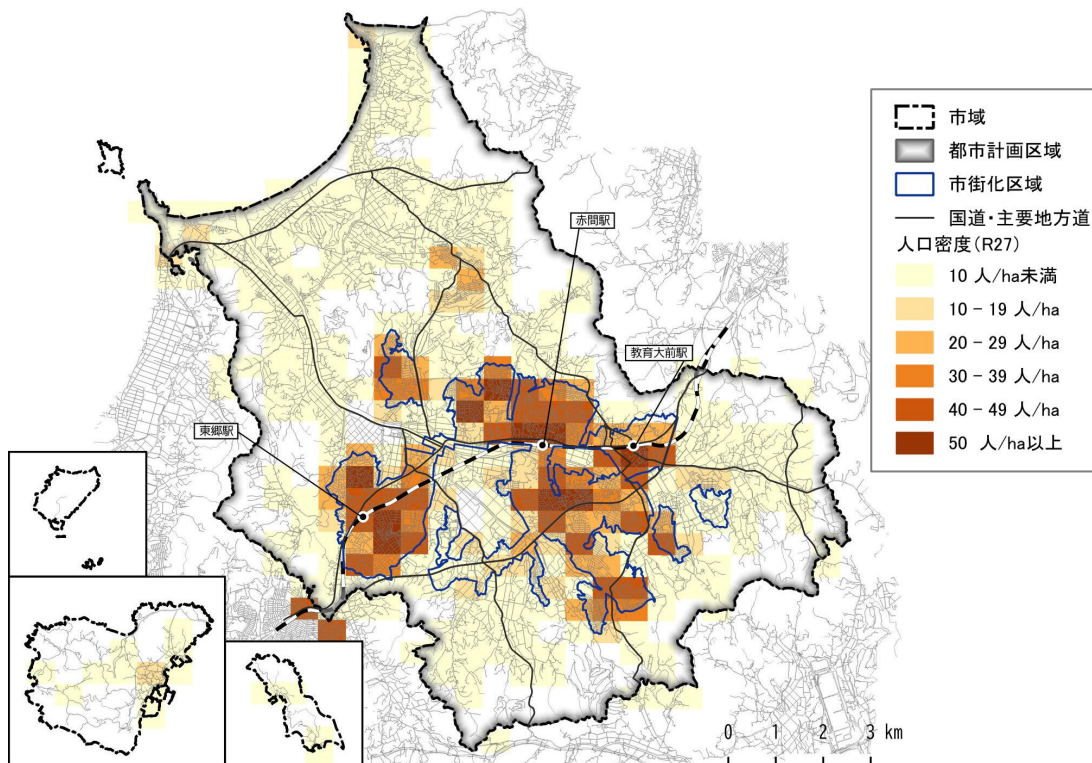 市域
都市計画区域
市街化区域
国道・主要地方道
人口密度(R27)
10 人/ha未満
10 - 19 人/ha
20 - 29 人/ha
30 - 39 人/ha
40 - 49 人/ha
50 人/ha以上
赤間駅
教育大前駅
東郷駅
0 1 2 3 km